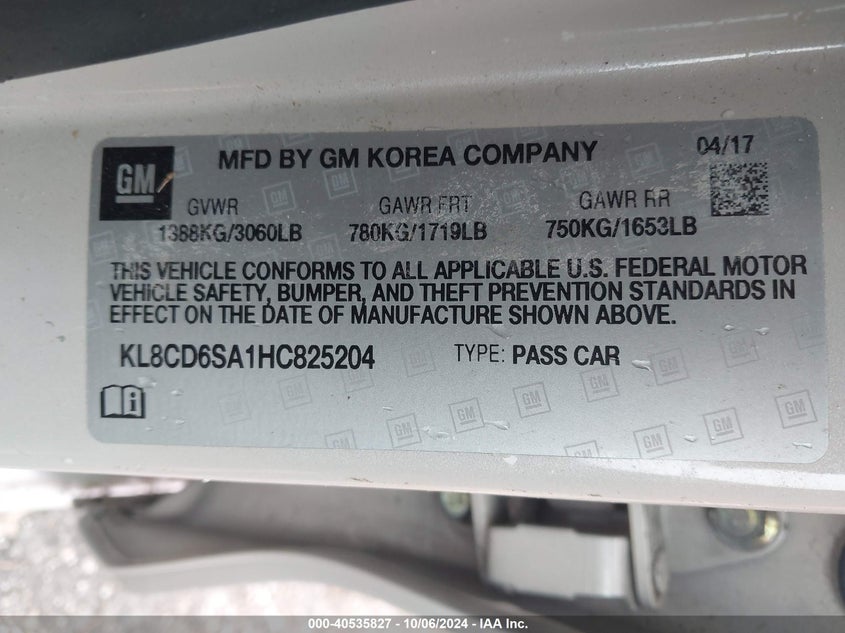 GM MFD BY GM KOREA COMPANY 04/17
GVWR GAWR FRT GAWR RR
1388KG/3060LB 780KG/1719LB 750KG/1653LB
THIS VEHICLE CONFORMS TO ALL APPLICABLE U.S. FEDERAL MOTOR
VEHICLE SAFETY, BUMPER, AND THEFT PREVENTION STANDARDS IN
EFFECT ON THE DATE OF MANUFACTURE SHOWN ABOVE.
KL8CD6SA1HC825204 TYPE: PASS CAR
000-40535827 - 10/06/2024 - IAA Inc.